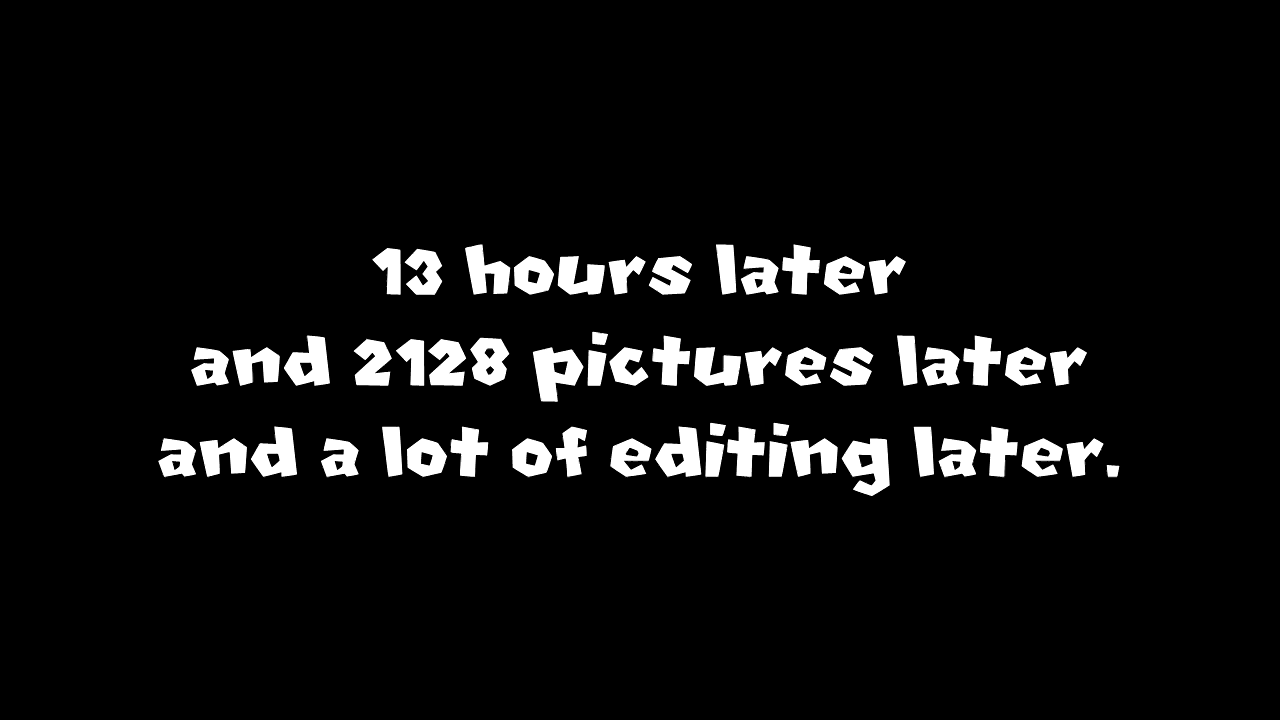 13 hours later
and 2128 pictures later
and a lot of editing later.